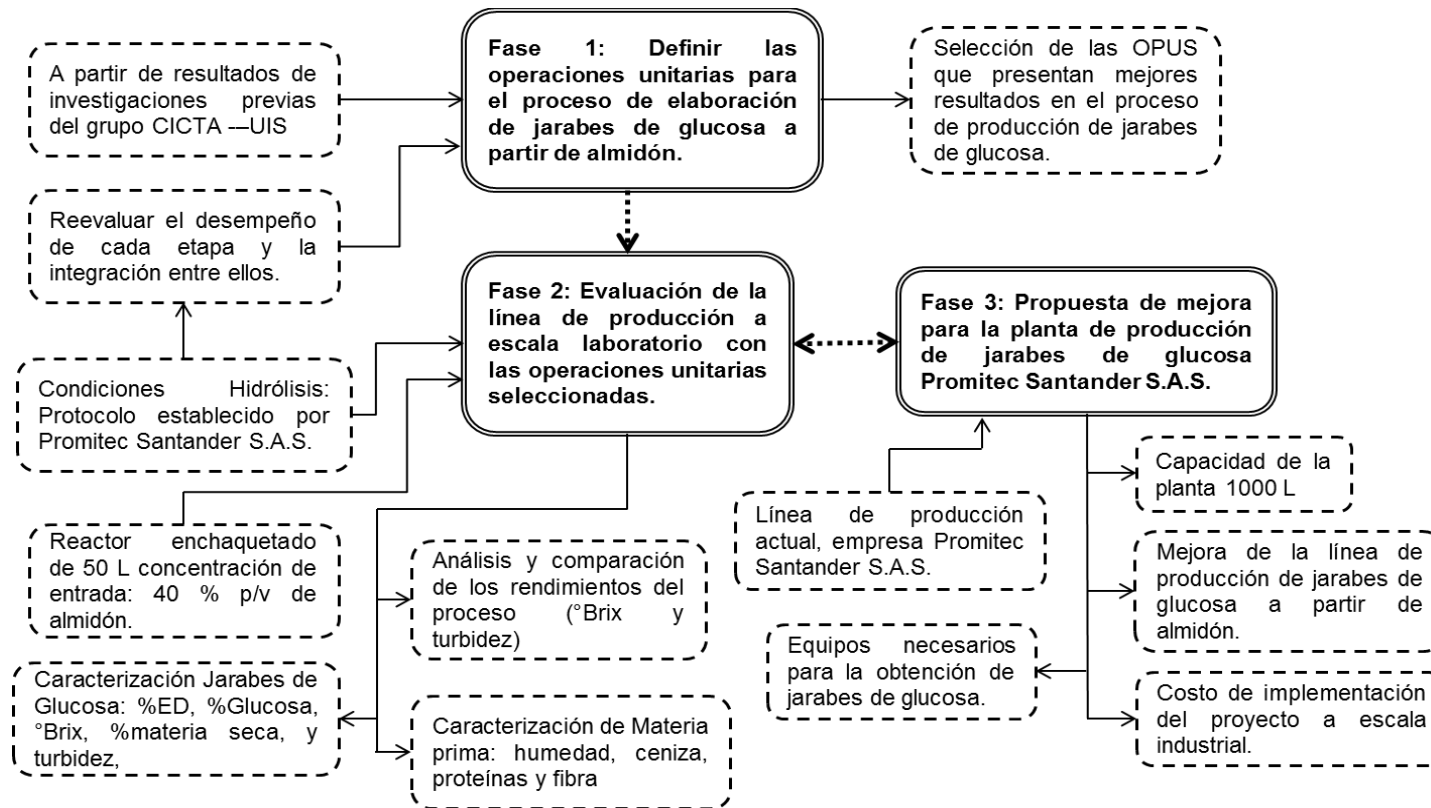 A partir de resultados de
investigaciones previas
del grupo CICTA -–UIS
Fase 1: Definir las
operaciones unitarias para
el proceso de elaboración
de jarabes de glucosa a
partir de almidón.
Selección de las OPUS
que presentan mejores
resultados en el proceso
de producción de jarabes
de glucosa.
Reevaluar el desempeño
de cada etapa y la
integración entre ellos.
Fase 2: Evaluación de la
línea de producción a
escala laboratorio con
las operaciones unitarias
seleccionadas.
Fase 3: Propuesta de mejora
para la planta de producción
de jarabes de glucosa
Promitec Santander S.A.S.
Condiciones Hidrólisis:
Protocolo establecido por
Promitec Santander S.A.S.
Reactor enchaquetado
de 50 L concentración de
entrada: 40 % p/v de
almidón.
Caracterización Jarabes de
Glucosa: %ED, %Glucosa,
°Brix, %materia seca, y
turbidez,
Análisis y comparación
de los rendimientos del
proceso (°Brix y
turbidez)
Caracterización de Materia
prima: humedad, ceniza,
proteínas y fibra
Línea de producción
actual, empresa Promitec
Santander S.A.S.
Equipos necesarios
para la obtención de
jarabes de glucosa.
Capacidad de la
planta 1000 L
Mejora de la línea de
producción de jarabes de
glucosa a partir de
almidón.
Costo de implementación
del proyecto a escala
industrial.